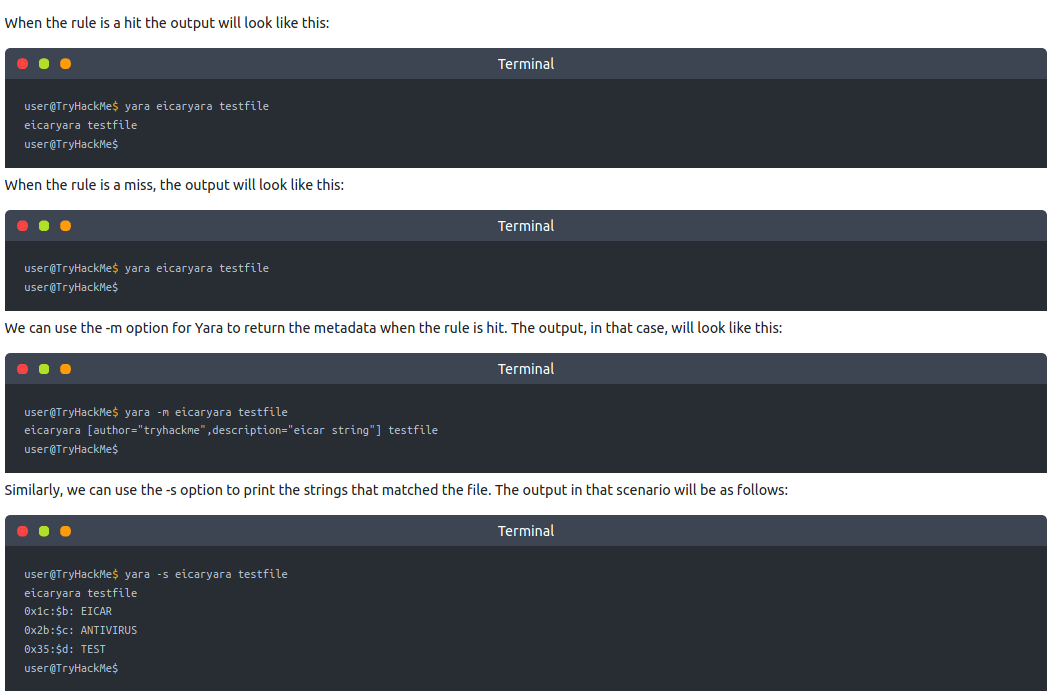 When the rule is a hit the output will look like this:
Terminal
user@TryHackMe$ yara eicaryara testfile
eicaryara testfile
user@TryHackMe$
When the rule is a miss, the output will look like this:
Terminal
user@TryHackMe$ yara eicaryara testfile
user@TryHackMe$
We can use the -m option for Yara to return the metadata when the rule is hit. The output, in that case, will look like this:
Terminal
user@TryHackMe$ yara -m eicaryara testfile
eicaryara [author="tryhackme",description="eicar string"] testfile
user@TryHackMe$
Similarly, we can use the -s option to print the strings that matched the file. The output in that scenario will be as follows:
Terminal
user@TryHackMe$ yara -s eicaryara testfile
eicaryara testfile
0x1c:$b: EICAR
0x2b:$c: ANTIVIRUS
0x35:$d: TEST
user@TryHackMe$